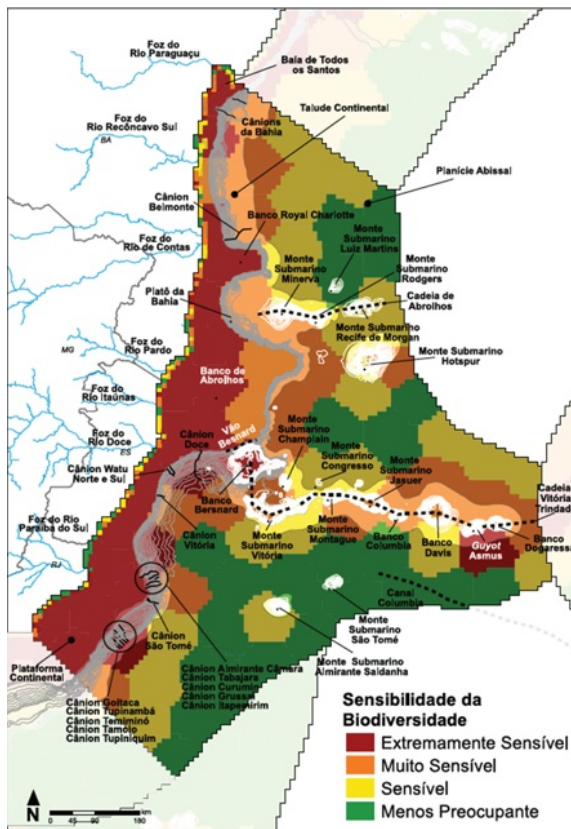 Foz do
Rio Paraguaçu
Baía de Todos
os Santos
Foz do
Rio Recôncavo Sul
BA
Cânions
da Bahia
Talude Continental
Planície Abissal
Cânion
Belmonte
Banco Royal Charlotte
Foz do
Rio de Contas
Monte
Submarino
Luiz Martins
Monte
Submarino
Minerva
Monte
Submarino
Rodgers
Platô da
Bahia
Cadeia de
Abrolhos
Monte Submarino
Recife de Morgan
MG
Foz do
Rio Pardo
Banco de
Abrolhos
Monte Submarino
Hotspur
Foz do
Rio Itaúnas
Vão
Besnard
Monte
Submarino
Champlain
Foz do
Rio Doce
ES
Cânion
Doce
Monte
Submarino
Congresso
Monte
Submarino
Jasuer
Cânion Watu
Norte e Sul
Banco
Bersnard
Cadeia
Vitória
Trindade
Foz do Rio
Paraíba do Sul
Cânion
Vitória
Monte
Submarino
Vitória
Monte
Submarino
Montague
Banco
Columbia
Banco
Davis
Guyot
Asmus
Banco
Dogaressa
RJ
Canal
Columbia
Cânion
São Tomé
Monte
Submarino
São Tomé
Plataforma
Continental
Cânion Almirante Câmara
Cânion Tabajara
Cânion Curumim
Cânion Grussaí
Cânion Itapemirim
Monte Submarino
Almirante Saldanha
Cânion Goitacá
Cânion Tupinambá
Cânion Temiminó
Cânion Tamoio
Cânion Tupiniquim
Sensibilidade da
Biodiversidade
Extremamente Sensível
Muito Sensível
Sensível
Menos Preocupante
N
0 45 90 180
km